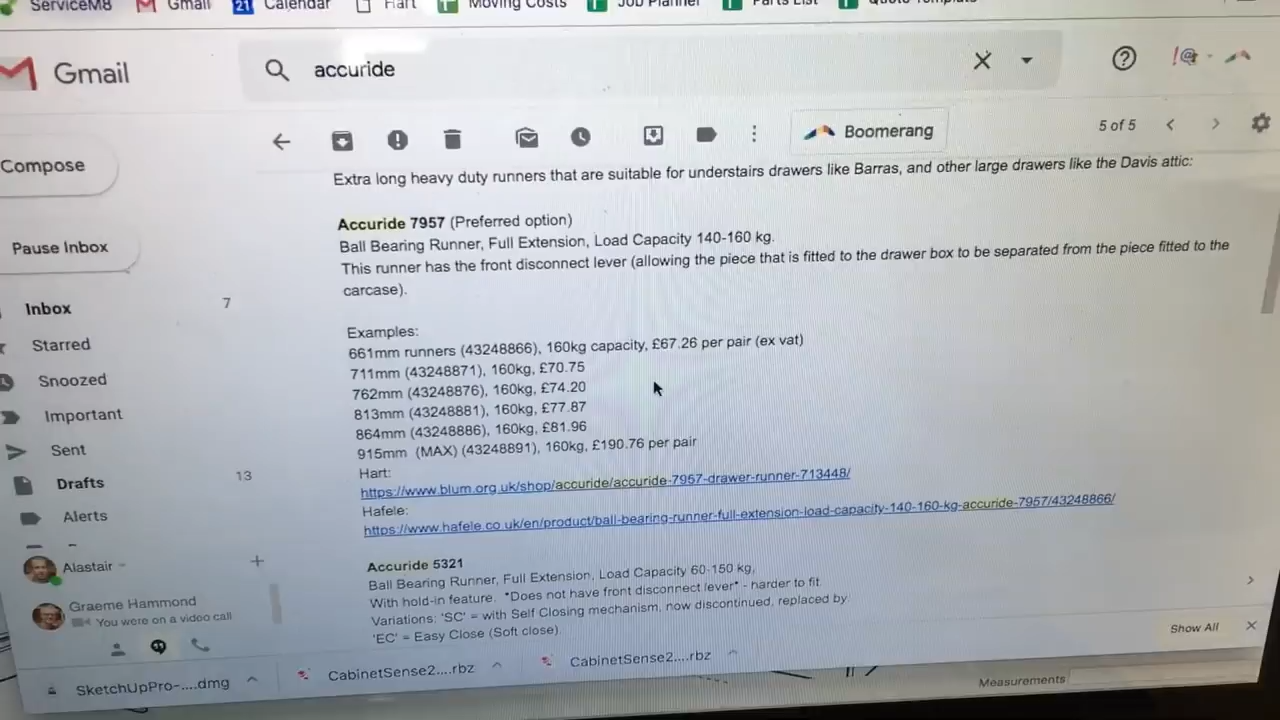 ServiceM8 Gmail 21 Calendar Hart Moving Costs Job Planner Parts List Quote Template
Gmail
accuride
Boomerang
5 of 5
Compose
Pause Inbox
Inbox 7
Starred
Snoozed
Important
Sent
Drafts 13
Alerts
Alastair
Graeme Hammond
You were on a video call
Extra long heavy duty runners that are suitable for understairs drawers like Barras, and other large drawers like the Davis attic:
Accuride 7957 (Preferred option)
Ball Bearing Runner, Full Extension, Load Capacity 140-160 kg.
This runner has the front disconnect lever (allowing the piece that is fitted to the drawer box to be separated from the piece fitted to the
carcase).
Examples:
661mm runners (43248866), 160kg capacity, £67.26 per pair (ex vat)
711mm (43248871), 160kg, £70.75
762mm (43248876), 160kg, £74.20
813mm (43248881), 160kg, £77.87
864mm (43248886), 160kg, £81.96
915mm (MAX) (43248891), 160kg, £190.76 per pair
Hart:
https://www.blum.org.uk/shop/accuride/accuride-7957-drawer-runner-713448/
Hafele:
https://www.hafele.co.uk/en/product/ball-bearing-runner-full-extension-load-capacity-140-160-kg-accuride-7957/43248866/
Accuride 5321
Ball Bearing Runner, Full Extension, Load Capacity 60-150 kg,
With hold-in feature. *Does not have front disconnect lever* - harder to fit.
Variations: 'SC' = with Self Closing mechanism, now discontinued, replaced by:
'EC' = Easy Close (Soft close)
Show All
SketchUpPro-....dmg
CabinetSense2....rbz
CabinetSense2....rbz
Measurements